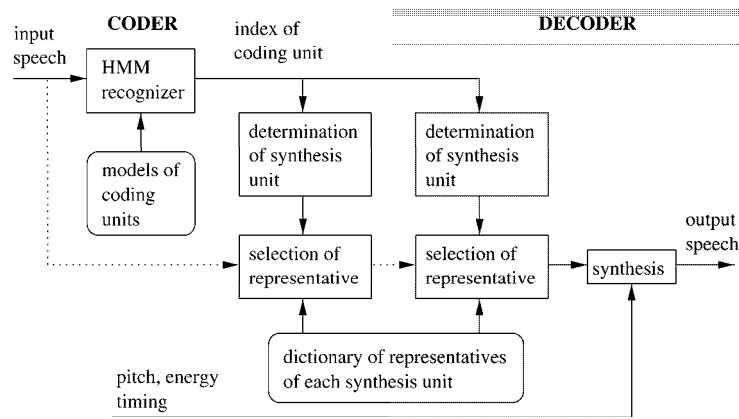 CODER
DECODER
input
speech
index of
coding unit
HMM
recognizer
models of
coding
units
determination
of synthesis
unit
determination
of synthesis
unit
selection of
representative
selection of
representative
synthesis
output
speech
dictionary of representatives
of each synthesis unit
pitch, energy
timing